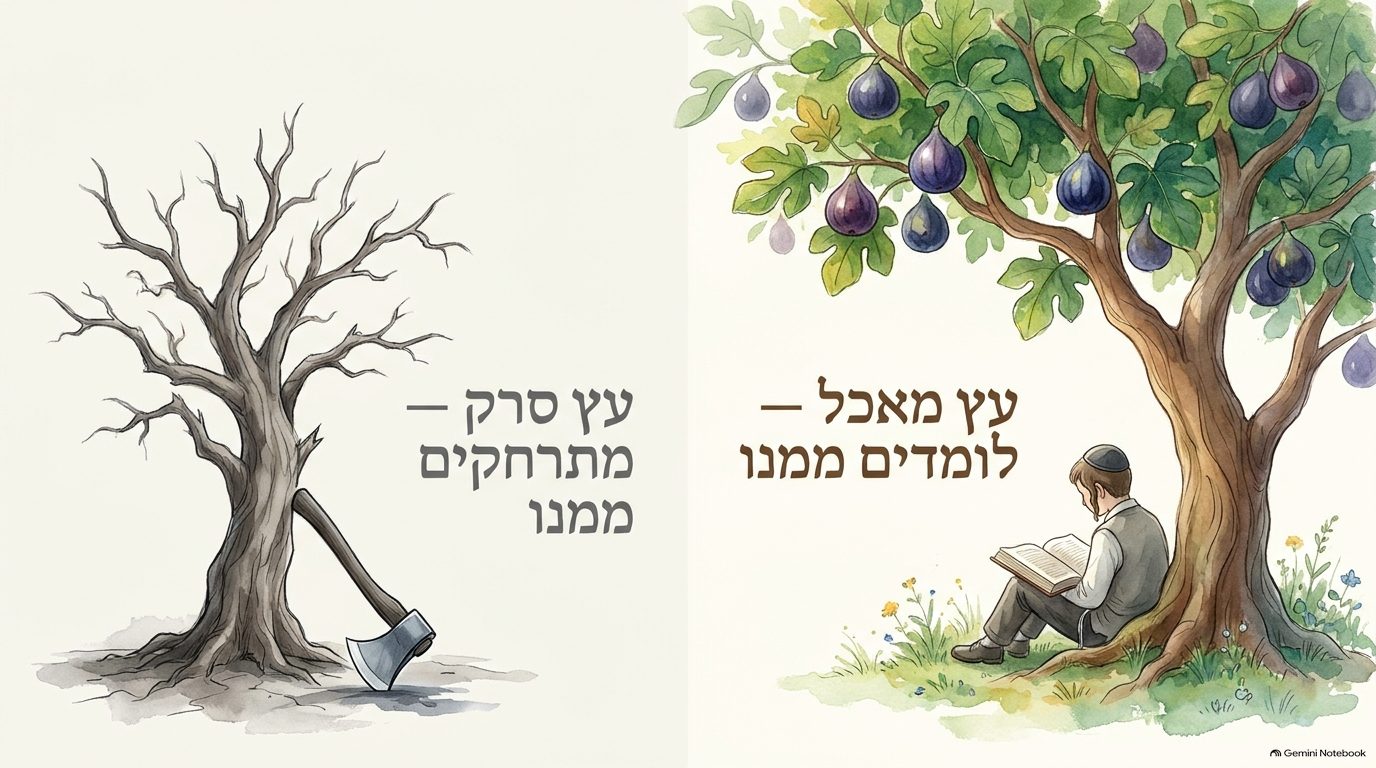 עץ מאכל —
לומדים ממנו
עץ סרק —
מתרחקים
ממנו
Gemini Notebook